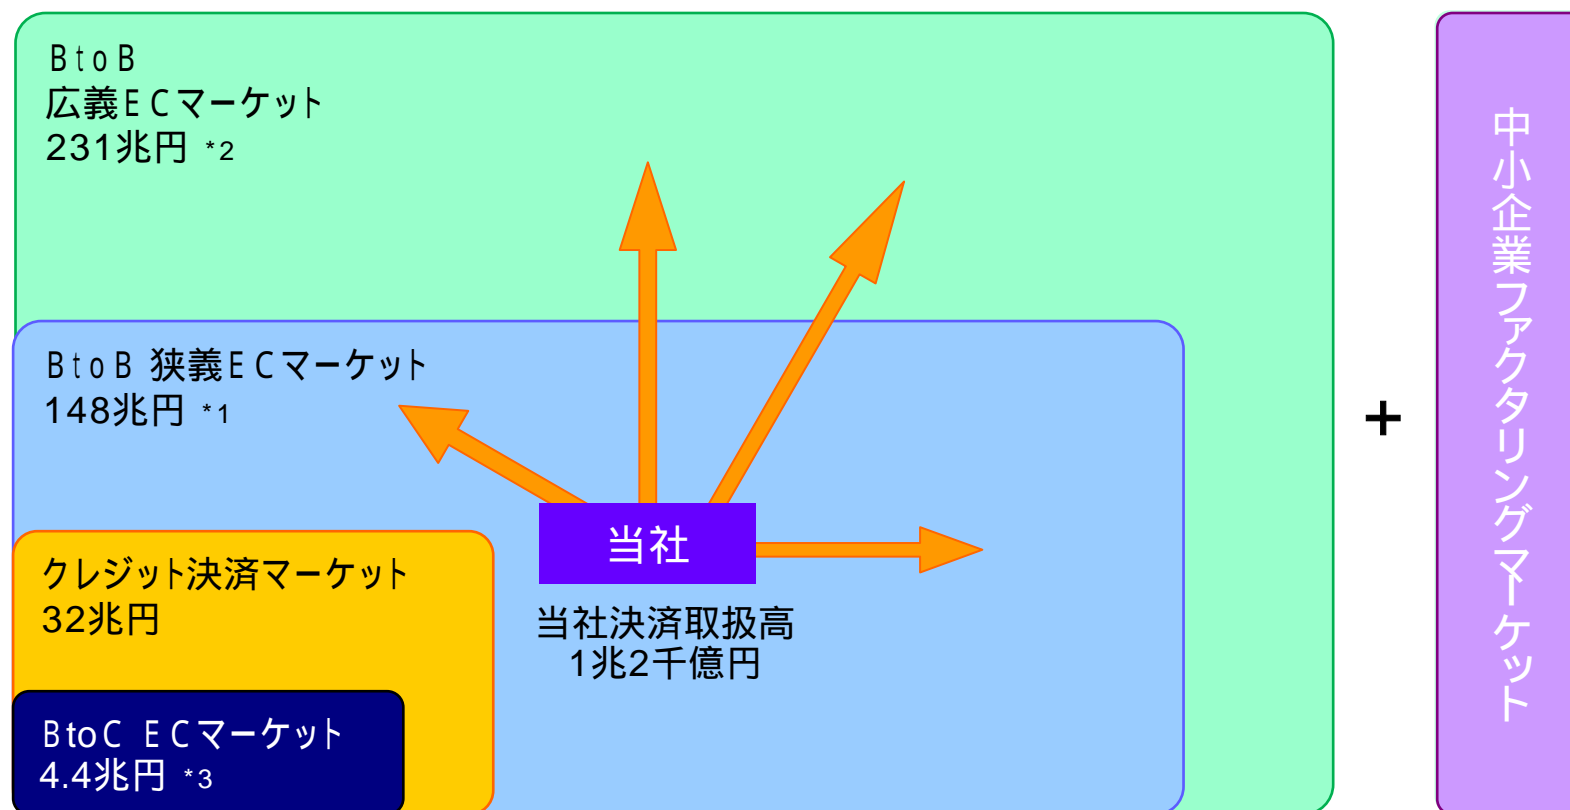 BtoB
広義ECマーケット
231兆円 *2
BtoB 狭義ECマーケット
148兆円 *1
クレジット決済マーケット
32兆円
BtoC ECマーケット
4.4兆円 *3
当社
当社決済取扱高
1兆2千億円
+
中小企業ファクタリングマーケット